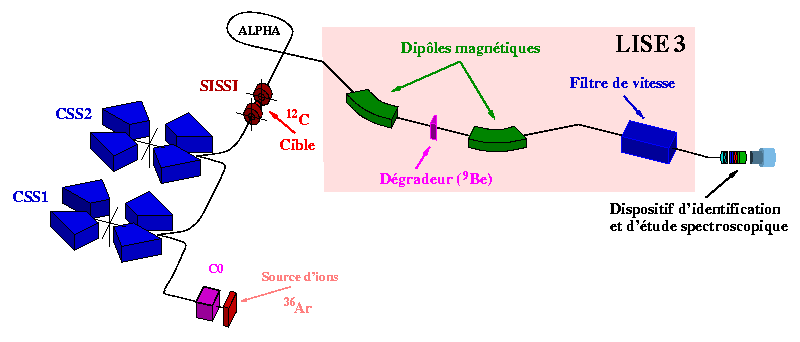 ALPHA
LISE 3
Dipôles magnétiques
SISSI
Filtre de vitesse
CSS2
¹²C
Cible
Dégradeur (⁹Be)
CSS1
Dispositif d'identification
et d'étude spectroscopique
C0
Source d'ions
³⁶Ar